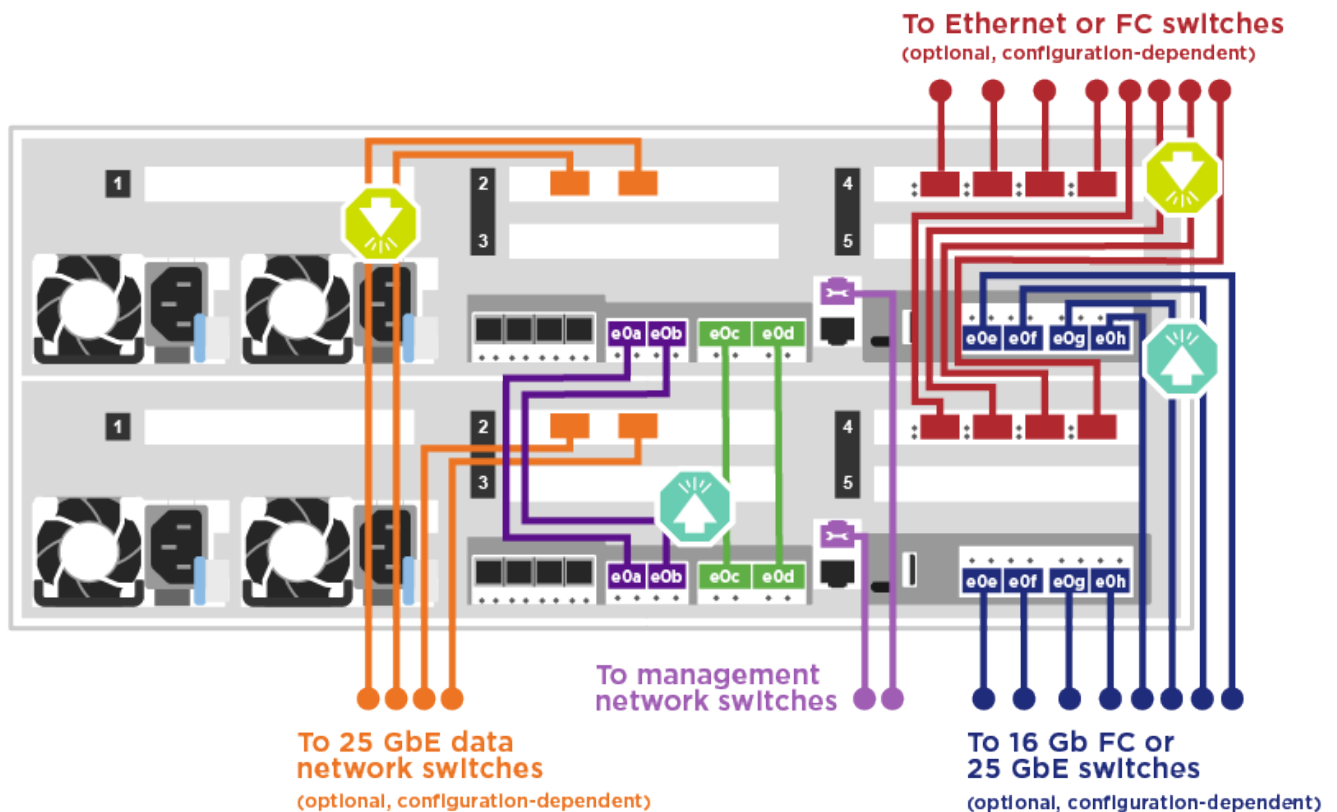 To Ethernet or FC switches
(optional, configuration-dependent)
1
2
4
3
5
e0a e0b e0c e0d
e0e e0f e0g e0h
1
2
4
3
5
e0a e0b e0c e0d
e0e e0f e0g e0h
To management
network switches
To 25 GbE data
network switches
(optional, configuration-dependent)
To 16 Gb FC or
25 GbE switches
(optional, configuration-dependent)